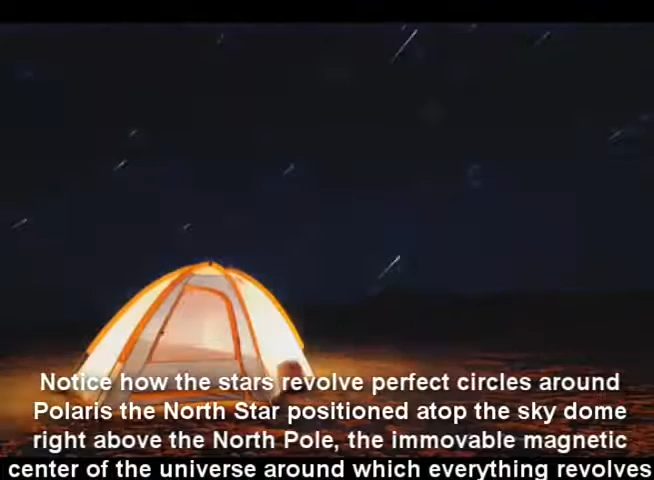 Notice how the stars revolve perfect circles around
Polaris the North Star positioned atop the sky dome
right above the North Pole, the immovable magnetic
center of the universe around which everything revolves